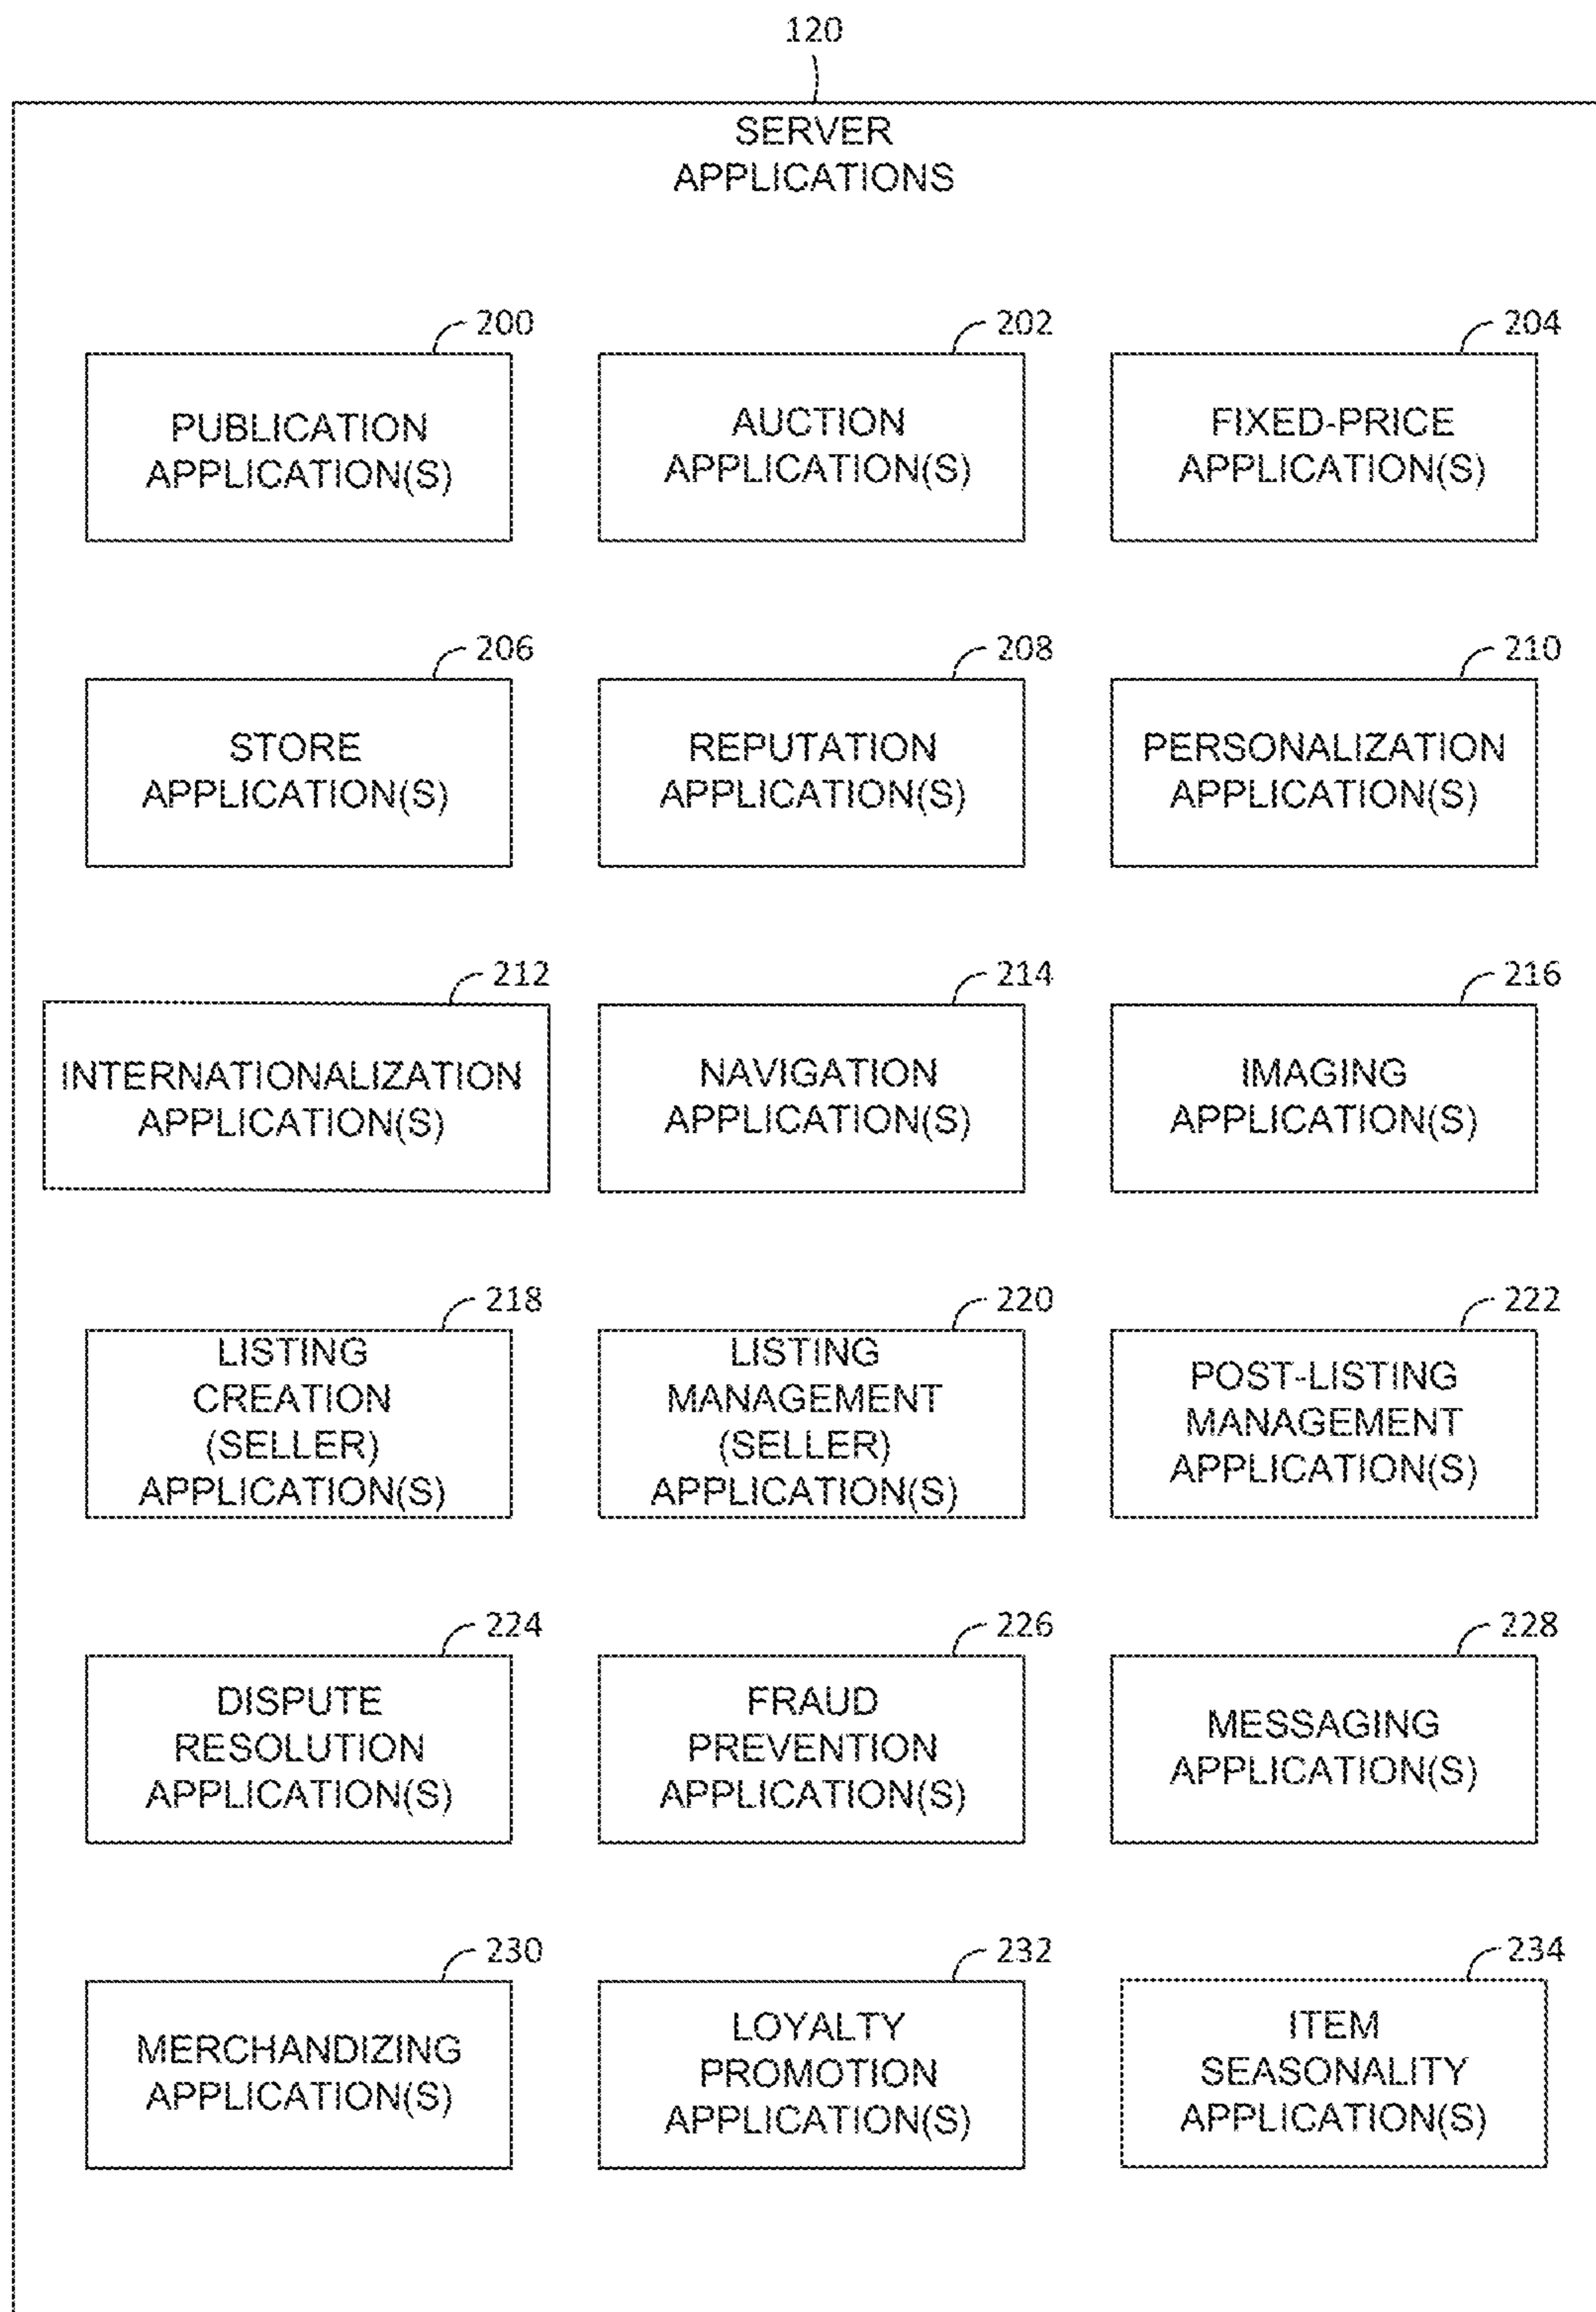 120
SERVER
APPLICATIONS
200
PUBLICATION
APPLICATION(S)
202
AUCTION
APPLICATION(S)
204
FIXED-PRICE
APPLICATION(S)
206
STORE
APPLICATION(S)
208
REPUTATION
APPLICATION(S)
210
PERSONALIZATION
APPLICATION(S)
212
INTERNATIONALIZATION
APPLICATION(S)
214
NAVIGATION
APPLICATION(S)
216
IMAGING
APPLICATION(S)
218
LISTING
CREATION
(SELLER)
APPLICATION(S)
220
LISTING
MANAGEMENT
(SELLER)
APPLICATION(S)
222
POST-LISTING
MANAGEMENT
APPLICATION(S)
224
DISPUTE
RESOLUTION
APPLICATION(S)
226
FRAUD
PREVENTION
APPLICATION(S)
228
MESSAGING
APPLICATION(S)
230
MERCHANDIZING
APPLICATION(S)
232
LOYALTY
PROMOTION
APPLICATION(S)
234
ITEM
SEASONALITY
APPLICATION(S)